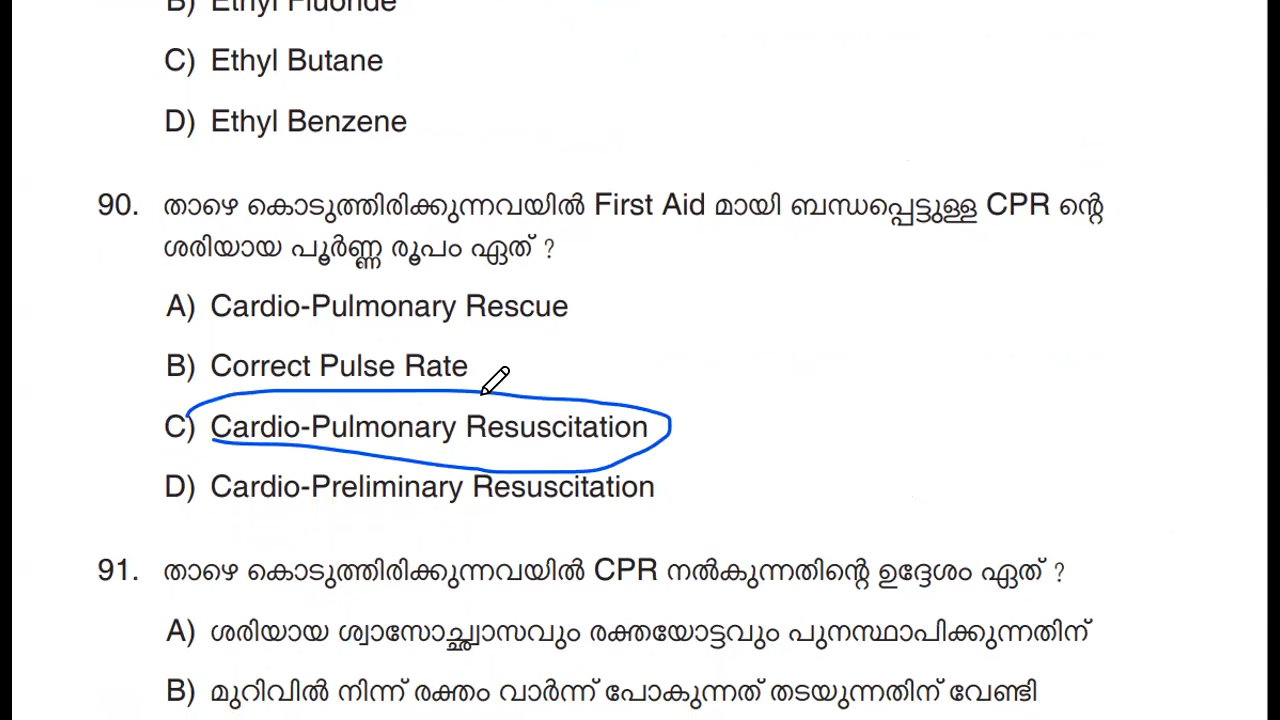 B) Ethyl Fluoride
C) Ethyl Butane
D) Ethyl Benzene
90. താഴെ കൊടുത്തിരിക്കുന്നവയിൽ First Aid മായി ബന്ധപ്പെട്ടുള്ള CPR ന്റെ
ശരിയായ പൂർണ്ണ രൂപം ഏത് ?
A) Cardio-Pulmonary Rescue
B) Correct Pulse Rate
C) Cardio-Pulmonary Resuscitation
D) Cardio-Preliminary Resuscitation
91. താഴെ കൊടുത്തിരിക്കുന്നവയിൽ CPR നൽകുന്നതിന്റെ ഉദ്ദേശം ഏത് ?
A) ശരിയായ ശ്വാസോച്ഛ്വാസവും രക്തയോട്ടവും പുനസ്ഥാപിക്കുന്നതിന്
B) മുറിവിൽ നിന്ന് രക്തം വാർന്ന് പോകുന്നത് തടയുന്നതിന് വേണ്ടി